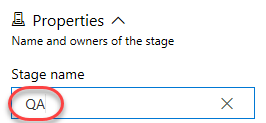 Properties
Name and owners of the stage
Stage name
QA